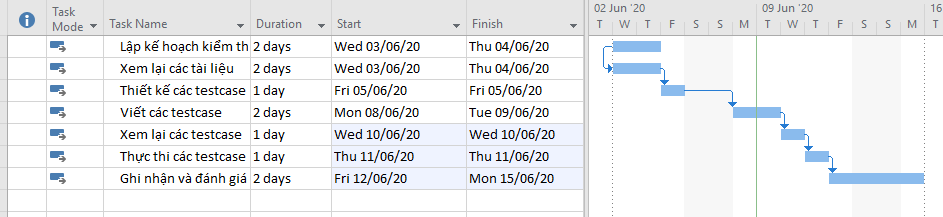 Task Mode Task Name Duration Start Finish
Lập kế hoạch kiểm th 2 days Wed 03/06/20 Thu 04/06/20
Xem lại các tài liệu 2 days Wed 03/06/20 Thu 04/06/20
Thiết kế các testcase 1 day Fri 05/06/20 Fri 05/06/20
Viết các testcase 2 days Mon 08/06/20 Tue 09/06/20
Xem lại các testcase 1 day Wed 10/06/20 Wed 10/06/20
Thực thi các testcase 1 day Thu 11/06/20 Thu 11/06/20
Ghi nhận và đánh giá 2 days Fri 12/06/20 Mon 15/06/20
02 Jun '20 09 Jun '20 16
T W T F S S M T W T F S S M T